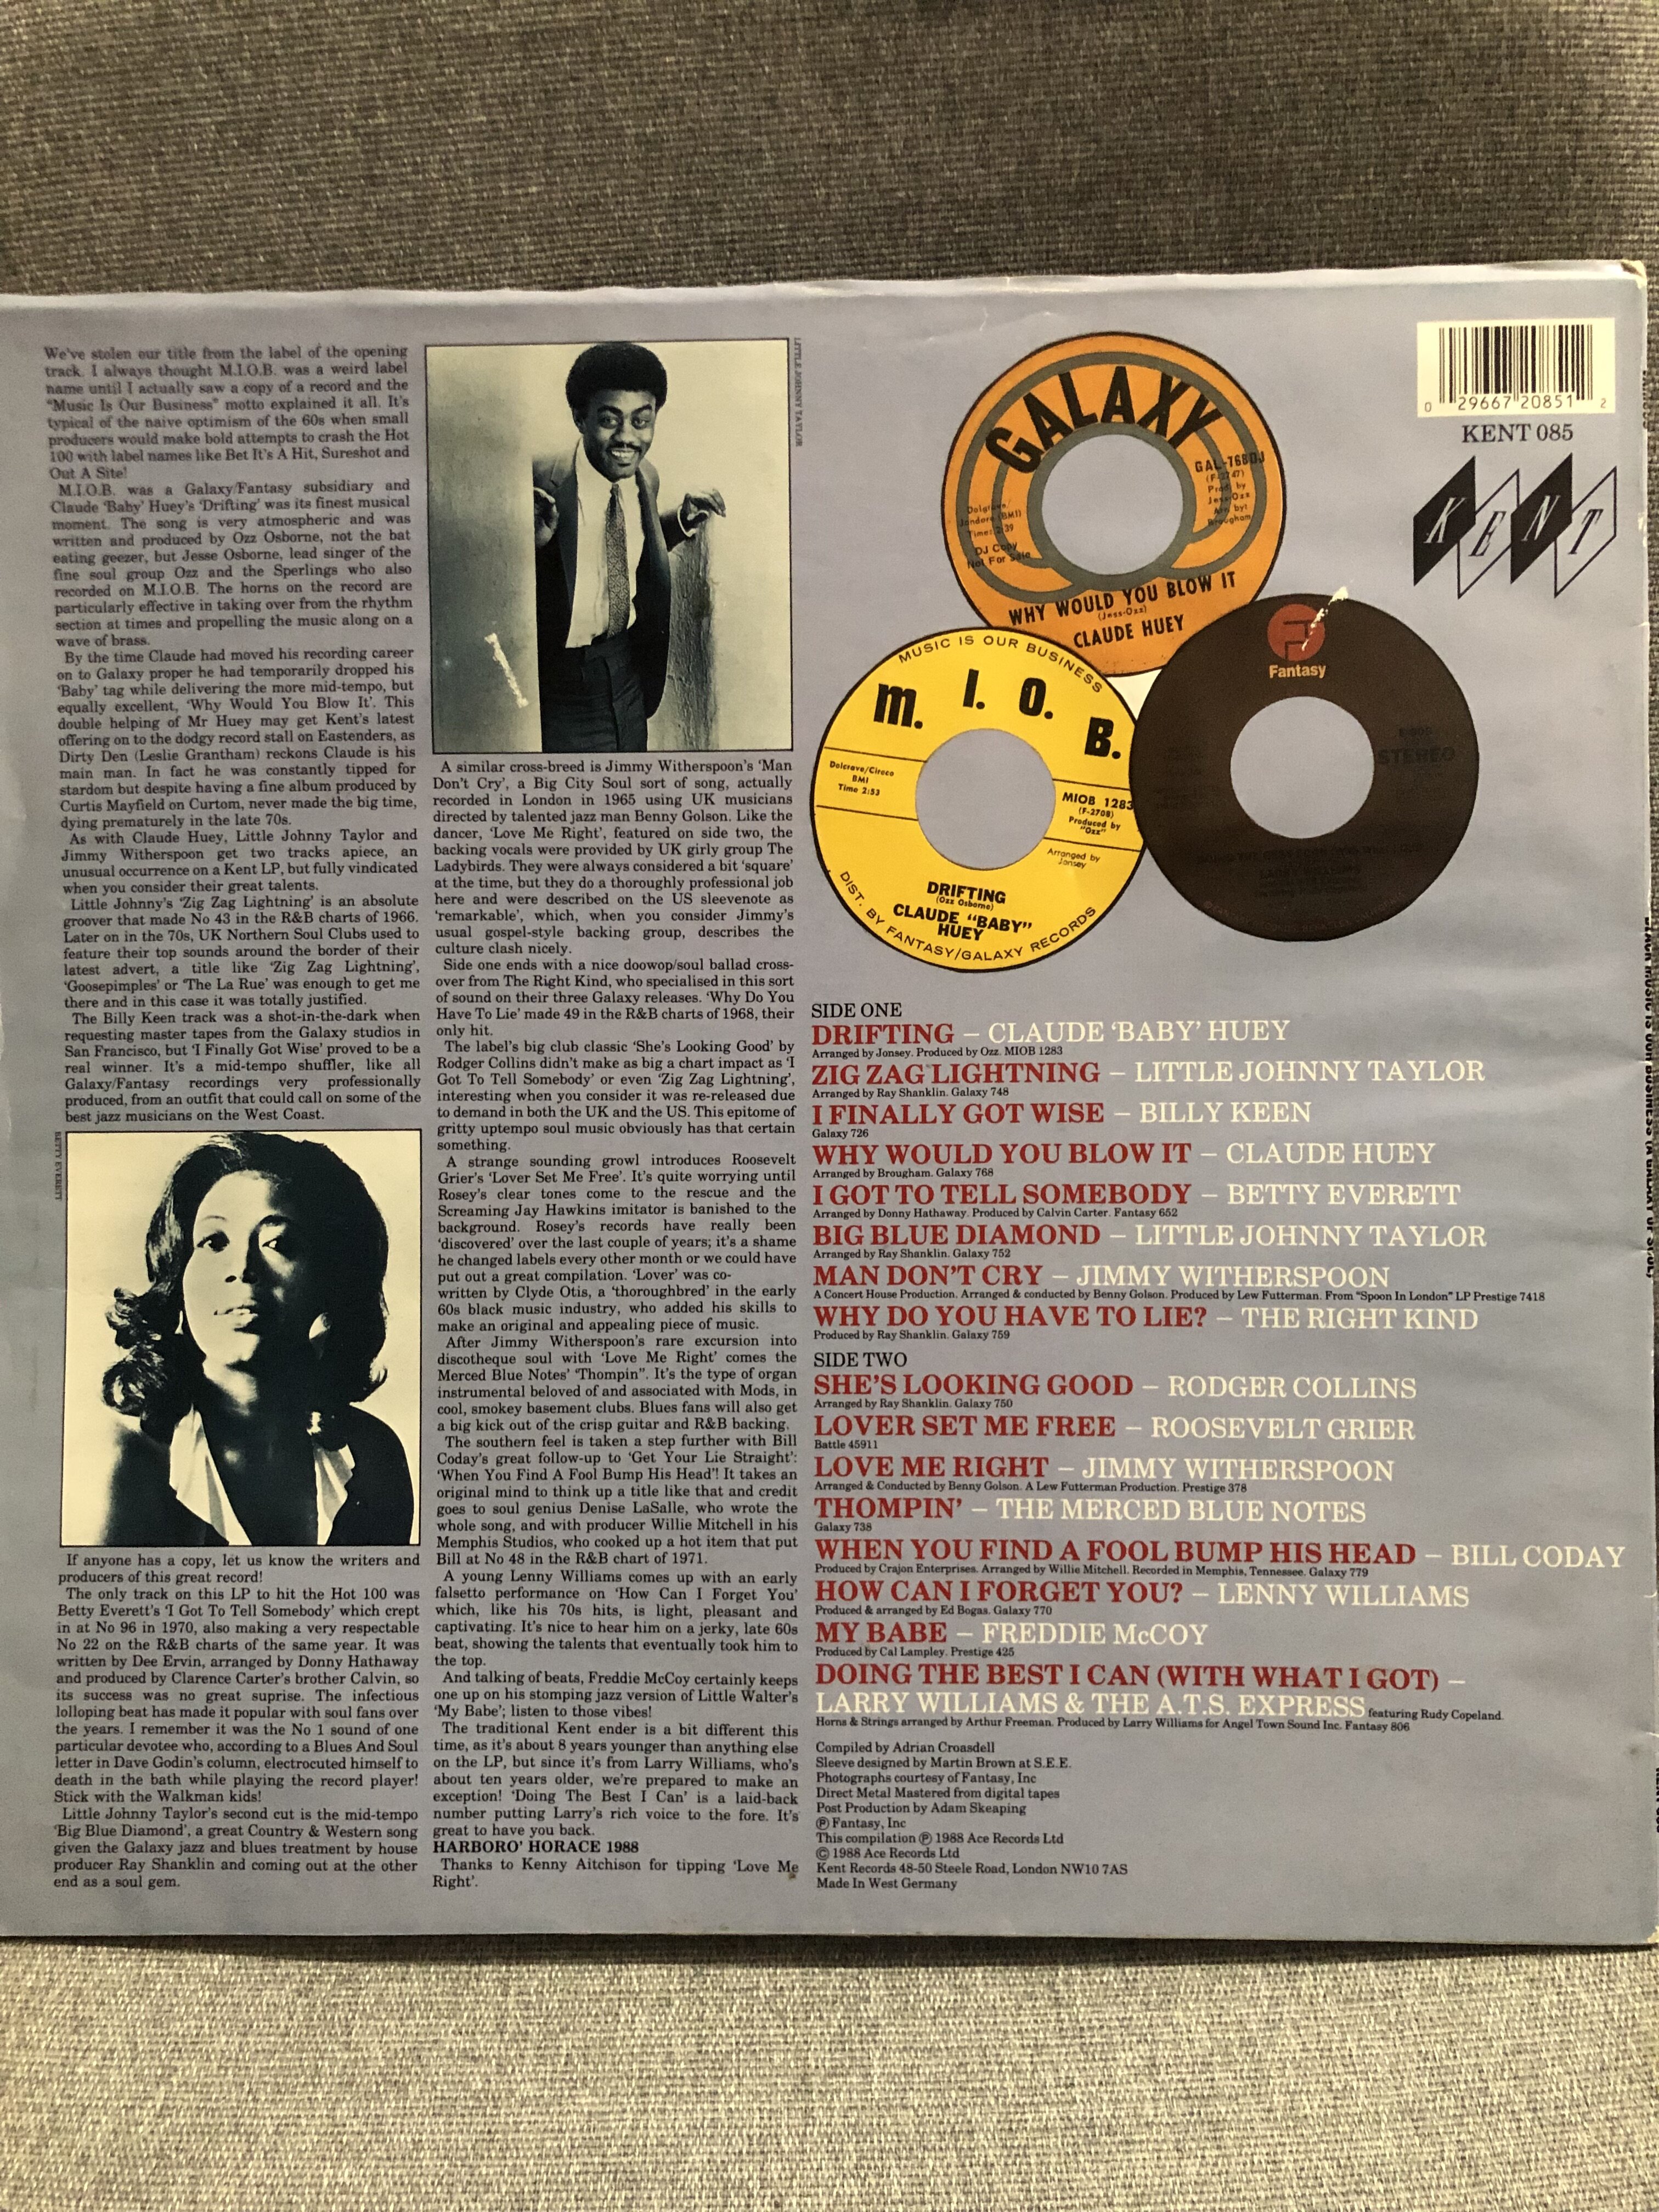 We've stolen our title from the label of the opening
track. I always thought M.I.O.B. was a weird label
name until I actually saw a copy of a record and the
"Music Is Our Business" motto explained it all. It's
typical of the naive optimism of the 60s when small
producers would make bold attempts to crash the Hot
100 with label names like Bet It's A Hit, Sureshot and
Out A Site!
M.I.O.B. was a Galaxy/Fantasy subsidiary and
Claude 'Baby' Huey's 'Drifting' was its finest musical
moment. The song is very atmospheric and was
written and produced by Ozz Osborne, not the bat
eating geezer, but Jesse Osborne, lead singer of the
fine soul group Ozz and the Sperlings who also
recorded on M.I.O.B. The horns on the record are
particularly effective in taking over from the rhythm
section at times and propelling the music along on a
wave of brass.
By the time Claude had moved his recording career
on to Galaxy proper he had temporarily dropped his
'Baby' tag while delivering the more mid-tempo, but
equally excellent, 'Why Would You Blow It'. This
double helping of Mr Huey may get Kent's latest
offering on to the dodgy record stall on Eastenders, as
Dirty Den (Leslie Grantham) reckons Claude is his
main man. In fact he was constantly tipped for
stardom but despite having a fine album produced by
Curtis Mayfield on Curtom, never made the big time,
dying prematurely in the late 70s.
As with Claude Huey, Little Johnny Taylor and
Jimmy Witherspoon get two tracks apiece, an
unusual occurrence on a Kent LP, but fully vindicated
when you consider their great talents.
Little Johnny's 'Zig Zag Lightning' is an absolute
groover that made No 43 in the R&B charts of 1966.
Later on in the 70s, UK Northern Soul Clubs used to
feature their top sounds around the border of their
latest advert, a title like 'Zig Zag Lightning',
'Goosepimples' or 'The La Rue' was enough to get me
there and in this case it was totally justified.
The Billy Keen track was a shot-in-the-dark when
requesting master tapes from the Galaxy studios in
San Francisco, but 'I Finally Got Wise' proved to be a
real winner. It's a mid-tempo shuffler, like all
Galaxy/Fantasy recordings very professionally
produced, from an outfit that could call on some of the
best jazz musicians on the West Coast.
BETTY EVERETT
If anyone has a copy, let us know the writers and
producers of this great record!
The only track on this LP to hit the Hot 100 was
Betty Everett's 'I Got To Tell Somebody' which crept
in at No 96 in 1970, also making a very respectable
No 22 on the R&B charts of the same year. It was
written by Dee Ervin, arranged by Donny Hathaway
and produced by Clarence Carter's brother Calvin, so
its success was no great suprise. The infectious
lolloping beat has made it popular with soul fans over
the years. I remember it was the No 1 sound of one
particular devotee who, according to a Blues And Soul
letter in Dave Godin's column, electrocuted himself to
death in the bath while playing the record player!
Stick with the Walkman kids!
Little Johnny Taylor's second cut is the mid-tempo
'Big Blue Diamond', a great Country & Western song
given the Galaxy jazz and blues treatment by house
producer Ray Shanklin and coming out at the other
end as a soul gem.
LITTLE JOHNNY TAYLOR
A similar cross-breed is Jimmy Witherspoon's 'Man
Don't Cry', a Big City Soul sort of song, actually
recorded in London in 1965 using UK musicians
directed by talented jazz man Benny Golson. Like the
dancer, 'Love Me Right', featured on side two, the
backing vocals were provided by UK girly group The
Ladybirds. They were always considered a bit 'square'
at the time, but they do a thoroughly professional job
here and were described on the US sleevenote as
'remarkable', which, when you consider Jimmy's
usual gospel-style backing group, describes the
culture clash nicely.
Side one ends with a nice doowop/soul ballad cross-
over from The Right Kind, who specialised in this sort
of sound on their three Galaxy releases. 'Why Do You
Have To Lie' made 49 in the R&B charts of 1968, their
only hit.
The label's big club classic 'She's Looking Good' by
Rodger Collins didn't make as big a chart impact as 'I
Got To Tell Somebody' or even 'Zig Zag Lightning',
interesting when you consider it was re-released due
to demand in both the UK and the US. This epitome of
gritty uptempo soul music obviously has that certain
something.
A strange sounding growl introduces Roosevelt
Grier's 'Lover Set Me Free'. It's quite worrying until
Rosey's clear tones come to the rescue and the
Screaming Jay Hawkins imitator is banished to the
background. Rosey's records have really been
'discovered' over the last couple of years; it's a shame
he changed labels every other month or we could have
put out a great compilation. 'Lover' was co-
written by Clyde Otis, a 'thoroughbred' in the early
60s black music industry, who added his skills to
make an original and appealing piece of music.
After Jimmy Witherspoon's rare excursion into
discotheque soul with 'Love Me Right' comes the
Merced Blue Notes' 'Thompin''. It's the type of organ
instrumental beloved of and associated with Mods, in
cool, smokey basement clubs. Blues fans will also get
a big kick out of the crisp guitar and R&B backing.
The southern feel is taken a step further with Bill
Coday's great follow-up to 'Get Your Lie Straight':
'When You Find A Fool Bump His Head'! It takes an
original mind to think up a title like that and credit
goes to soul genius Denise LaSalle, who wrote the
whole song, and with producer Willie Mitchell in his
Memphis Studios, who cooked up a hot item that put
Bill at No 48 in the R&B chart of 1971.
A young Lenny Williams comes up with an early
falsetto performance on 'How Can I Forget You'
which, like his 70s hits, is light, pleasant and
captivating. It's nice to hear him on a jerky, late 60s
beat, showing the talents that eventually took him to
the top.
And talking of beats, Freddie McCoy certainly keeps
one up on his stomping jazz version of Little Walter's
'My Babe'; listen to those vibes!
The traditional Kent ender is a bit different this
time, as it's about 8 years younger than anything else
on the LP, but since it's from Larry Williams, who's
about ten years older, we're prepared to make an
exception! 'Doing The Best I Can' is a laid-back
number putting Larry's rich voice to the fore. It's
great to have you back.
HARBORO' HORACE 1988
Thanks to Kenny Aitchison for tipping 'Love Me
Right'.
GALAXY
GAL-768DJ
(F-2747)
Prod. by
Jess-Ozz
Arr. by:
Brougham
Jondora (BMI)
Time: 2:39
DJ Copy
Not For Sale
WHY WOULD YOU BLOW IT
(Jess-Ozz)
CLAUDE HUEY
MUSIC IS OUR BUSINESS
M. I. O. B.
Dolcrave/Ciroco
BMI
Time 2:53
MIOB 1283
(F-2708)
Produced by
"Ozz"
Arranged by
Jonsey
DRIFTING
(Ozz Osborne)
CLAUDE "BABY"
HUEY
DIST. BY FANTASY/GALAXY RECORDS
Fantasy
STEREO
0 29667 20851 2
KENT 085
KENT
SIDE ONE
DRIFTING – CLAUDE 'BABY' HUEY
Arranged by Jonsey. Produced by Ozz. MIOB 1283
ZIG ZAG LIGHTNING – LITTLE JOHNNY TAYLOR
Arranged by Ray Shanklin. Galaxy 748
I FINALLY GOT WISE – BILLY KEEN
Galaxy 726
WHY WOULD YOU BLOW IT – CLAUDE HUEY
Arranged by Brougham. Galaxy 768
I GOT TO TELL SOMEBODY – BETTY EVERETT
Arranged by Donny Hathaway. Produced by Calvin Carter. Fantasy 652
BIG BLUE DIAMOND – LITTLE JOHNNY TAYLOR
Arranged by Ray Shanklin. Galaxy 752
MAN DON'T CRY – JIMMY WITHERSPOON
A Concert House Production. Arranged & conducted by Benny Golson. Produced by Lew Futterman. From "Spoon In London" LP Prestige 7418
WHY DO YOU HAVE TO LIE? – THE RIGHT KIND
Produced by Ray Shanklin. Galaxy 759
SIDE TWO
SHE'S LOOKING GOOD – RODGER COLLINS
Arranged by Ray Shanklin. Galaxy 750
LOVER SET ME FREE – ROOSEVELT GRIER
Battle 45911
LOVE ME RIGHT – JIMMY WITHERSPOON
Arranged & Conducted by Benny Golson. A Lew Futterman Production. Prestige 378
THOMPIN' – THE MERCED BLUE NOTES
Galaxy 738
WHEN YOU FIND A FOOL BUMP HIS HEAD – BILL CODAY
Produced by Crajon Enterprises. Arranged by Willie Mitchell. Recorded in Memphis, Tennessee. Galaxy 779
HOW CAN I FORGET YOU? – LENNY WILLIAMS
Produced & arranged by Ed Bogas. Galaxy 770
MY BABE – FREDDIE McCOY
Produced by Cal Lampley. Prestige 425
DOING THE BEST I CAN (WITH WHAT I GOT) –
LARRY WILLIAMS & THE A.T.S. EXPRESS featuring Rudy Copeland.
Horns & Strings arranged by Arthur Freeman. Produced by Larry Williams for Angel Town Sound Inc. Fantasy 806
Compiled by Adrian Croasdell
Sleeve designed by Martin Brown at S.E.E.
Photographs courtesy of Fantasy, Inc
Direct Metal Mastered from digital tapes
Post Production by Adam Skeaping
℗ Fantasy, Inc
This compilation ℗ 1988 Ace Records Ltd
© 1988 Ace Records Ltd
Kent Records 48-50 Steele Road, London NW10 7AS
Made In West Germany